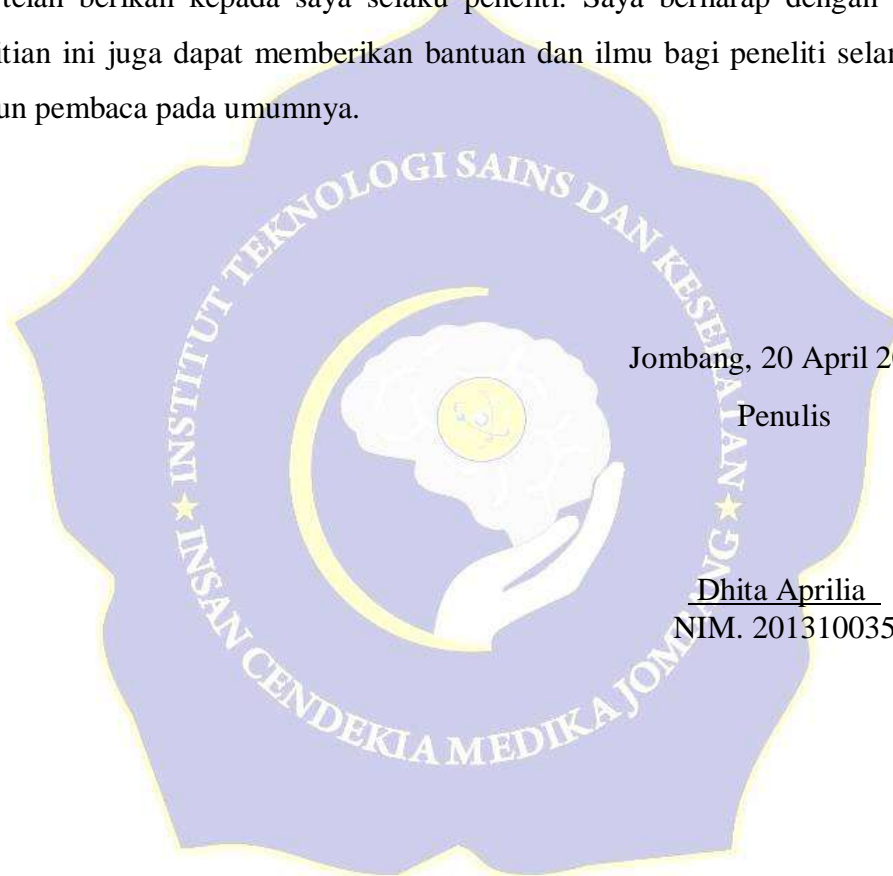 telah berikan kepada saya selaku peneliti. Saya berharap dengan
itian ini juga dapat memberikan bantuan dan ilmu bagi peneliti selan
un pembaca pada umumnya.
INSTITUT TEKNOLOGI SAINS DAN KESEHATAN
Jombang, 20 April 20
Penulis
Dhita Aprilia
NIM. 201310035
INSAN CENDEKIA MEDIKA JOMBANG